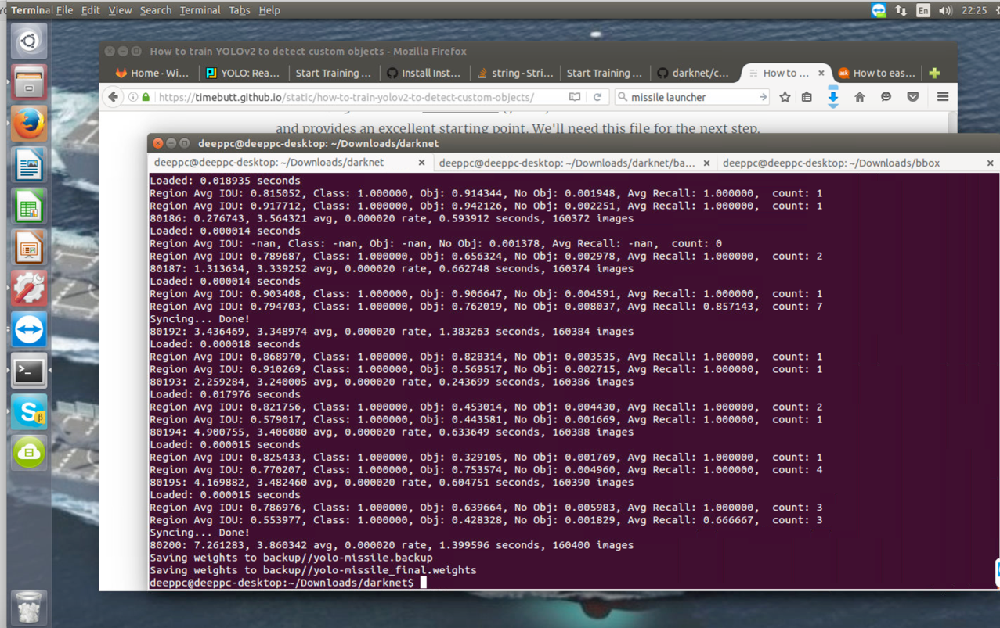 Terminal File Edit View Search Terminal Tabs Help En 22:25
How to train YOLOv2 to detect custom objects - Mozilla Firefox
Home · Wi... YOLO: Rea... Start Training ... Install Inst... string - Stri... Start Training ... darknet/c... How to ... × ask How to eas...
https://timebutt.github.io/static/how-to-train-yolov2-to-detect-custom-objects/ missile launcher
and provides an excellent starting point. We'll need this file for the next step.
deeppc@deeppc-desktop: ~/Downloads/darknet
deeppc@deeppc-desktop: ~/Downloads/darknet × deeppc@deeppc-desktop: ~/Downloads/darknet/ba... × deeppc@deeppc-desktop: ~/Downloads/bbox ×
Loaded: 0.018935 seconds
Region Avg IOU: 0.815052, Class: 1.000000, Obj: 0.914344, No Obj: 0.001948, Avg Recall: 1.000000,  count: 1
Region Avg IOU: 0.917712, Class: 1.000000, Obj: 0.942126, No Obj: 0.002251, Avg Recall: 1.000000,  count: 1
80186: 0.276743, 3.564321 avg, 0.000020 rate, 0.593912 seconds, 160372 images
Loaded: 0.000014 seconds
Region Avg IOU: -nan, Class: -nan, Obj: -nan, No Obj: 0.001378, Avg Recall: -nan,  count: 0
Region Avg IOU: 0.789687, Class: 1.000000, Obj: 0.656324, No Obj: 0.002978, Avg Recall: 1.000000,  count: 2
80187: 1.313634, 3.339252 avg, 0.000020 rate, 0.662748 seconds, 160374 images
Loaded: 0.000014 seconds
Region Avg IOU: 0.903408, Class: 1.000000, Obj: 0.906647, No Obj: 0.004591, Avg Recall: 1.000000,  count: 1
Region Avg IOU: 0.794703, Class: 1.000000, Obj: 0.762019, No Obj: 0.008037, Avg Recall: 0.857143,  count: 7
Syncing... Done!
80192: 3.436469, 3.348974 avg, 0.000020 rate, 1.383263 seconds, 160384 images
Loaded: 0.000018 seconds
Region Avg IOU: 0.868970, Class: 1.000000, Obj: 0.828314, No Obj: 0.003535, Avg Recall: 1.000000,  count: 1
Region Avg IOU: 0.910269, Class: 1.000000, Obj: 0.569517, No Obj: 0.002715, Avg Recall: 1.000000,  count: 1
80193: 2.259284, 3.240005 avg, 0.000020 rate, 0.243699 seconds, 160386 images
Loaded: 0.017976 seconds
Region Avg IOU: 0.821756, Class: 1.000000, Obj: 0.453014, No Obj: 0.004430, Avg Recall: 1.000000,  count: 2
Region Avg IOU: 0.579017, Class: 1.000000, Obj: 0.443581, No Obj: 0.001669, Avg Recall: 1.000000,  count: 1
80194: 4.900755, 3.406080 avg, 0.000020 rate, 0.633649 seconds, 160388 images
Loaded: 0.000015 seconds
Region Avg IOU: 0.825433, Class: 1.000000, Obj: 0.329105, No Obj: 0.001769, Avg Recall: 1.000000,  count: 1
Region Avg IOU: 0.770207, Class: 1.000000, Obj: 0.753574, No Obj: 0.004960, Avg Recall: 1.000000,  count: 4
80195: 4.169882, 3.482460 avg, 0.000020 rate, 0.604751 seconds, 160390 images
Loaded: 0.000015 seconds
Region Avg IOU: 0.786976, Class: 1.000000, Obj: 0.639664, No Obj: 0.005983, Avg Recall: 1.000000,  count: 3
Region Avg IOU: 0.553977, Class: 1.000000, Obj: 0.428328, No Obj: 0.001829, Avg Recall: 0.666667,  count: 3
Syncing... Done!
80200: 7.261283, 3.860342 avg, 0.000020 rate, 1.399596 seconds, 160400 images
Saving weights to backup//yolo-missile.backup
Saving weights to backup//yolo-missile_final.weights
deeppc@deeppc-desktop:~/Downloads/darknet$